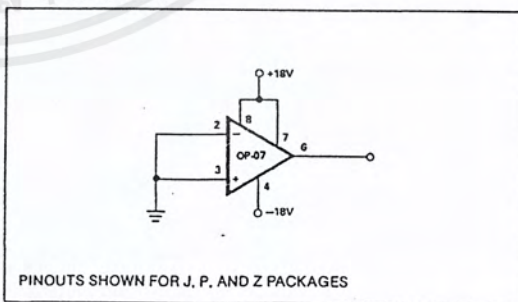 +18V
2
8
7
−
OP-07
6
3
+
4
−18V
PINOUTS SHOWN FOR J, P, AND Z PACKAGES